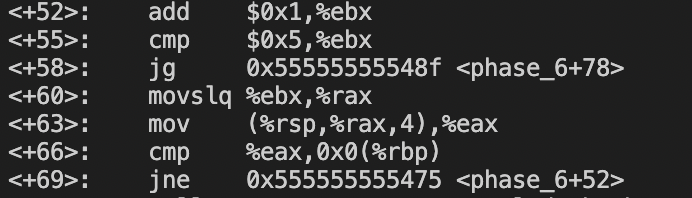 <+52>: add $0x1,%ebx
<+55>: cmp $0x5,%ebx
<+58>: jg 0x55555555548f <phase_6+78>
<+60>: movslq %ebx,%rax
<+63>: mov (%rsp,%rax,4),%eax
<+66>: cmp %eax,0x0(%rbp)
<+69>: jne 0x555555555475 <phase_6+52>